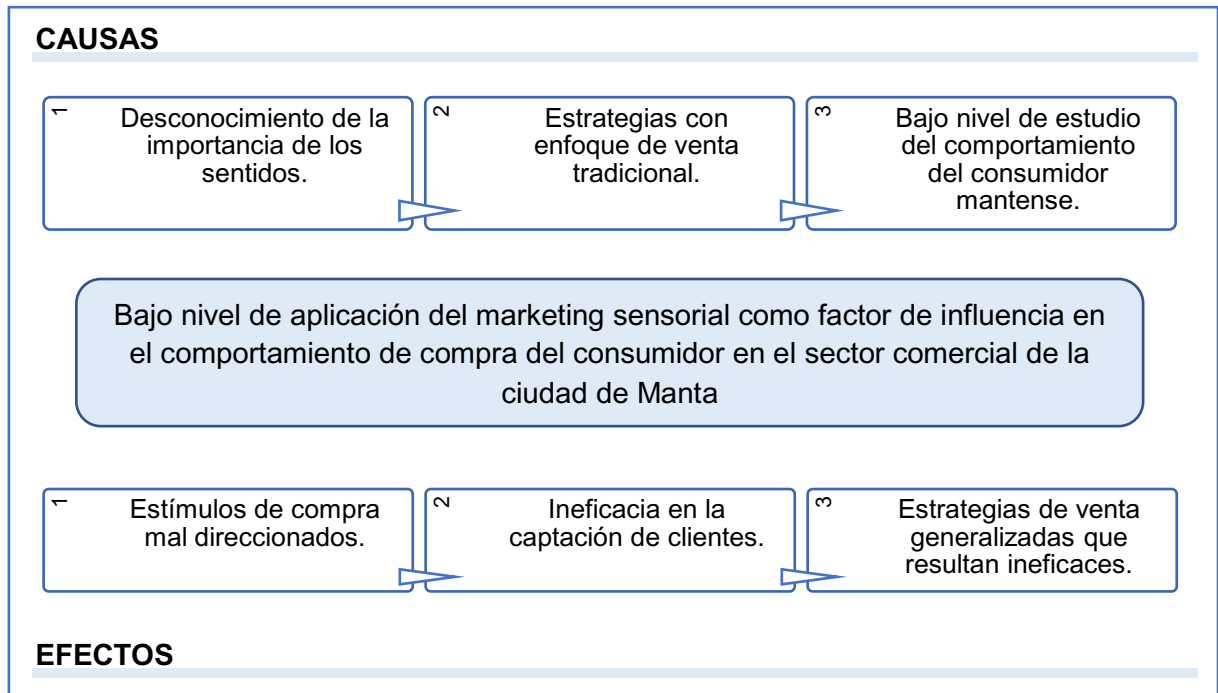 CAUSAS
1
Desconocimiento de la
importancia de los
sentidos.
2
Estrategias con
enfoque de venta
tradicional.
3
Bajo nivel de estudio
del comportamiento
del consumidor
mantense.
Bajo nivel de aplicación del marketing sensorial como factor de influencia en
el comportamiento de compra del consumidor en el sector comercial de la
ciudad de Manta
1
Estímulos de compra
mal direccionados.
2
Ineficacia en la
captación de clientes.
3
Estrategias de venta
generalizadas que
resultan ineficaces.
EFECTOS